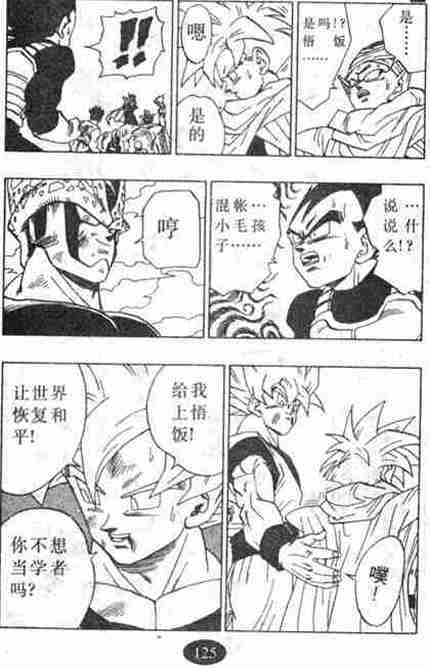 是…
……
是吗!?
悟饭
……
嗯
是的
!!
说…
说什
么!?
混帐…
小毛孩
子……
哼
噗!
给我
上悟
饭!
让世界
恢复和
平!
你不想
当学者
吗?
125